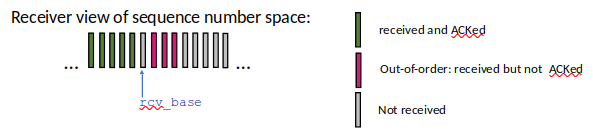 Receiver view of sequence number space:
received and ACKed
... ...
Out-of-order: received but not ACKed
rcv_base
Not received